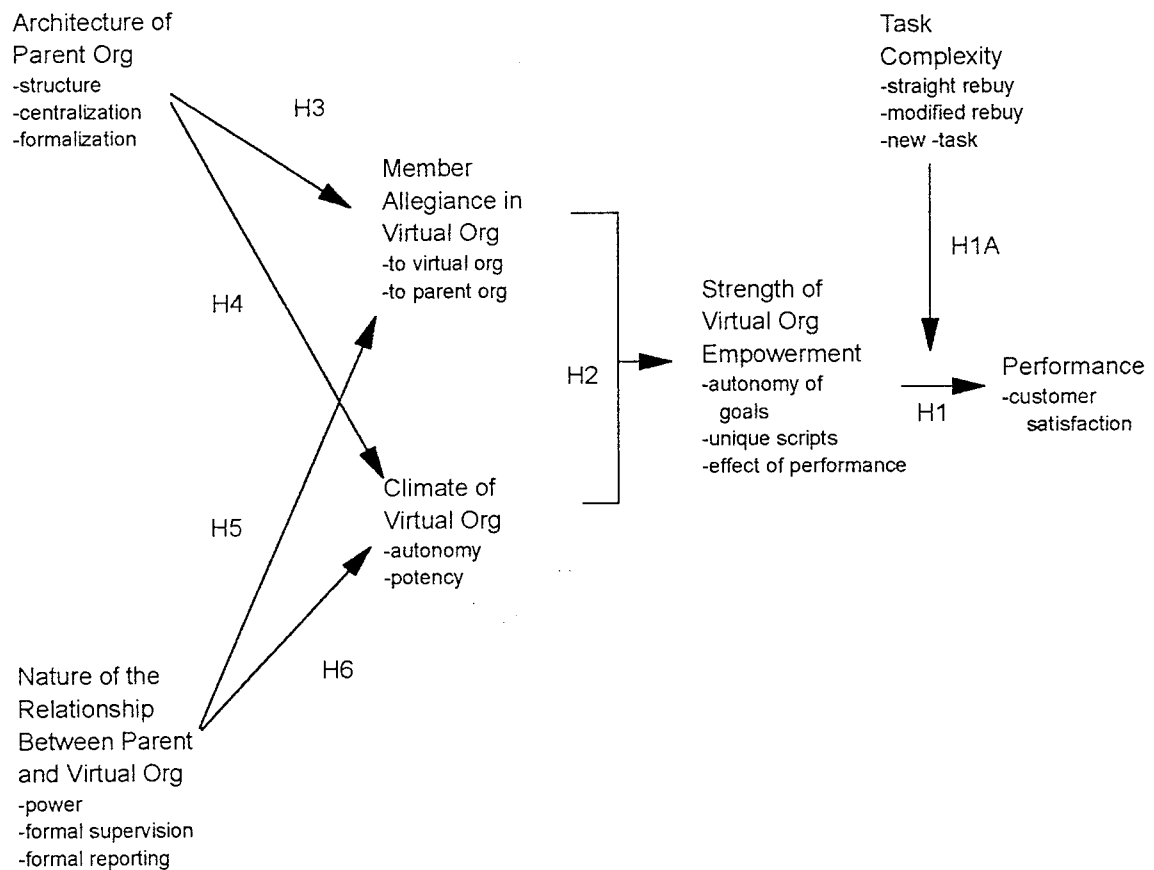 Architecture of
Parent Org
-structure
-centralization
-formalization
H3
Task
Complexity
-straight rebuy
-modified rebuy
-new -task
H1A
Member
Allegiance in
Virtual Org
-to virtual org
-to parent org
H4
H2
Strength of
Virtual Org
Empowerment
-autonomy of
goals
-unique scripts
-effect of performance
H1
Performance
-customer
satisfaction
Climate of
Virtual Org
-autonomy
-potency
H5
H6
Nature of the
Relationship
Between Parent
and Virtual Org
-power
-formal supervision
-formal reporting